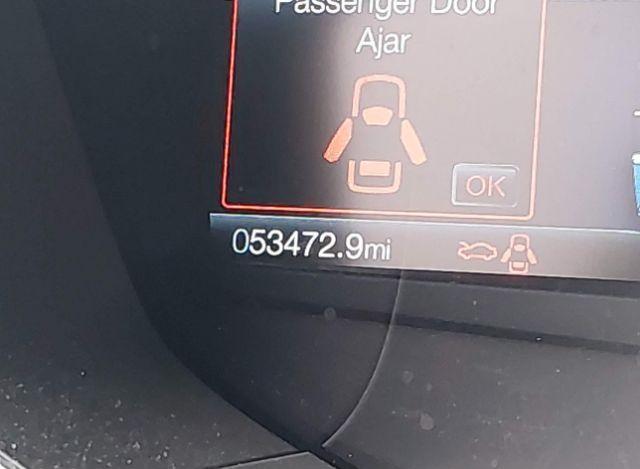 Passenger Door
Ajar
OK
053472.9mi